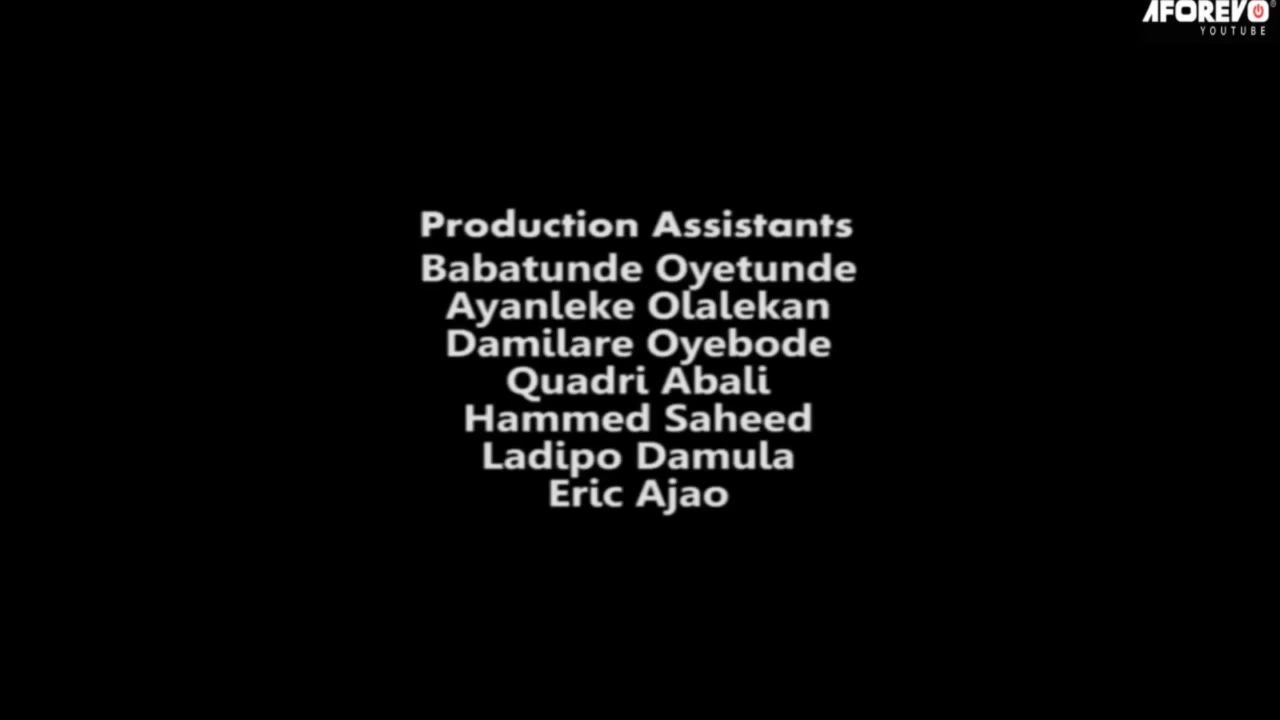 AFOREVO
YOUTUBE
Production Assistants
Babatunde Oyetunde
Ayanleke Olalekan
Damilare Oyebode
Quadri Abali
Hammed Saheed
Ladipo Damula
Eric Ajao